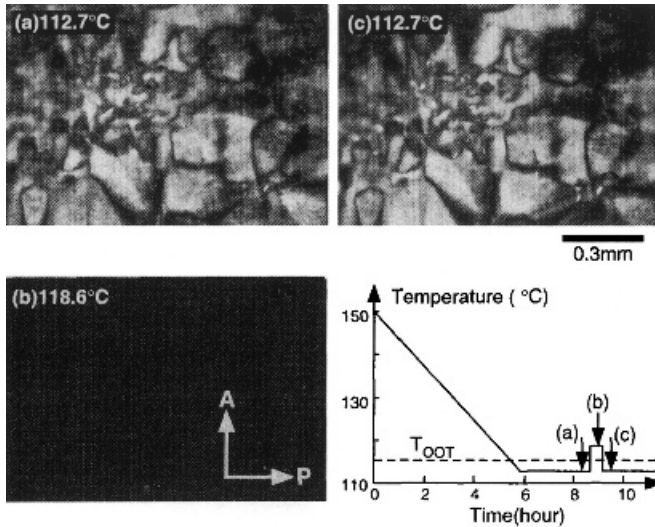 (a)112.7°C
(c)112.7°C
0.3mm
(b)118.6°C
A
P
Temperature ( °C)
150
130
110
(a)
(b)
(c)
TOOT
0 2 4 6 8 10
Time(hour)